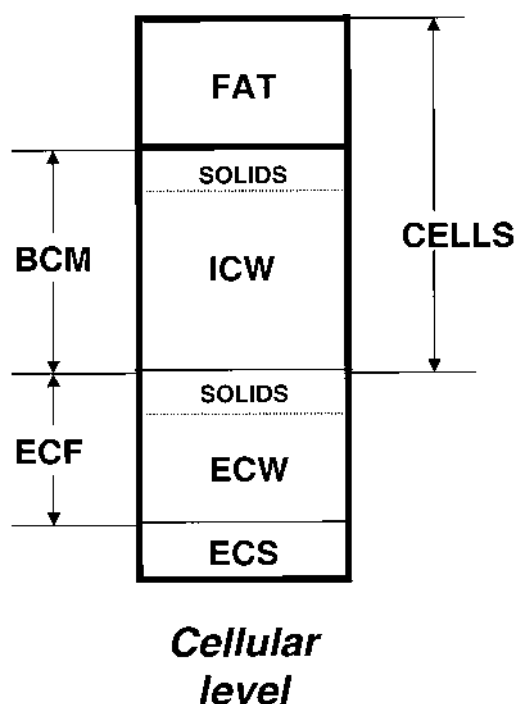 FAT
SOLIDS
BCM
ICW
CELLS
SOLIDS
ECF
ECW
ECS
Cellular
level